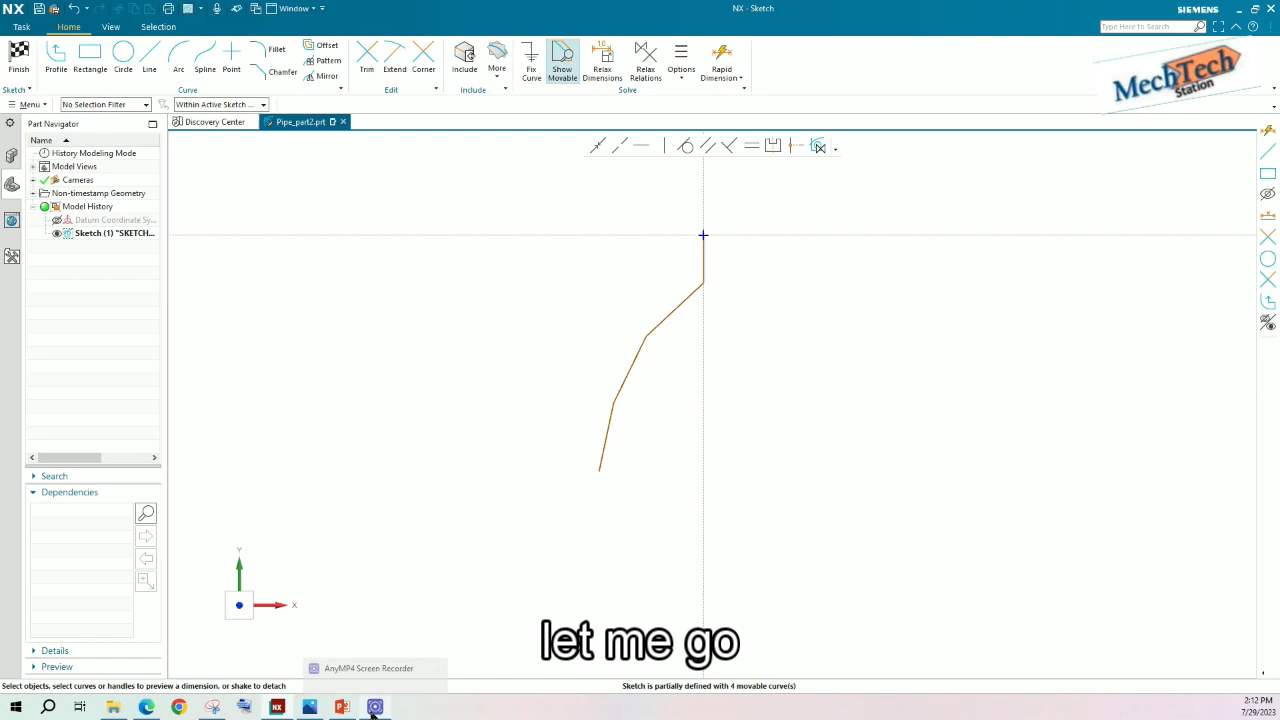 NX
Window
NX - Sketch
SIEMENS
Task
Home
View
Selection
Type Here to Search
Finish
Profile
Rectangle
Circle
Line
Arc
Spline
Point
Fillet
Chamfer
Offset
Pattern
Mirror
Trim
Extend
Corner
Include
More
Fix
Curve
Show
Movable
Relax
Dimensions
Relax
Relations
Options
Rapid
Dimension
Sketch
Curve
Edit
Include
Solve
MechTech
Station
Menu
No Selection Filter
Within Active Sketch ...
Part Navigator
Discovery Center
Pipe_part2.prt
Name
History Modeling Mode
Model Views
Cameras
Non-timestamp Geometry
Model History
Datum Coordinate Sy...
Sketch (1) "SKETCH...
Search
Dependencies
Y
X
let me go
Details
Preview
AnyMP4 Screen Recorder
Select objects, select curves or handles to preview a dimension, or shake to detach
Sketch is partially defined with 4 movable curve(s)
2:12 PM
7/29/2023